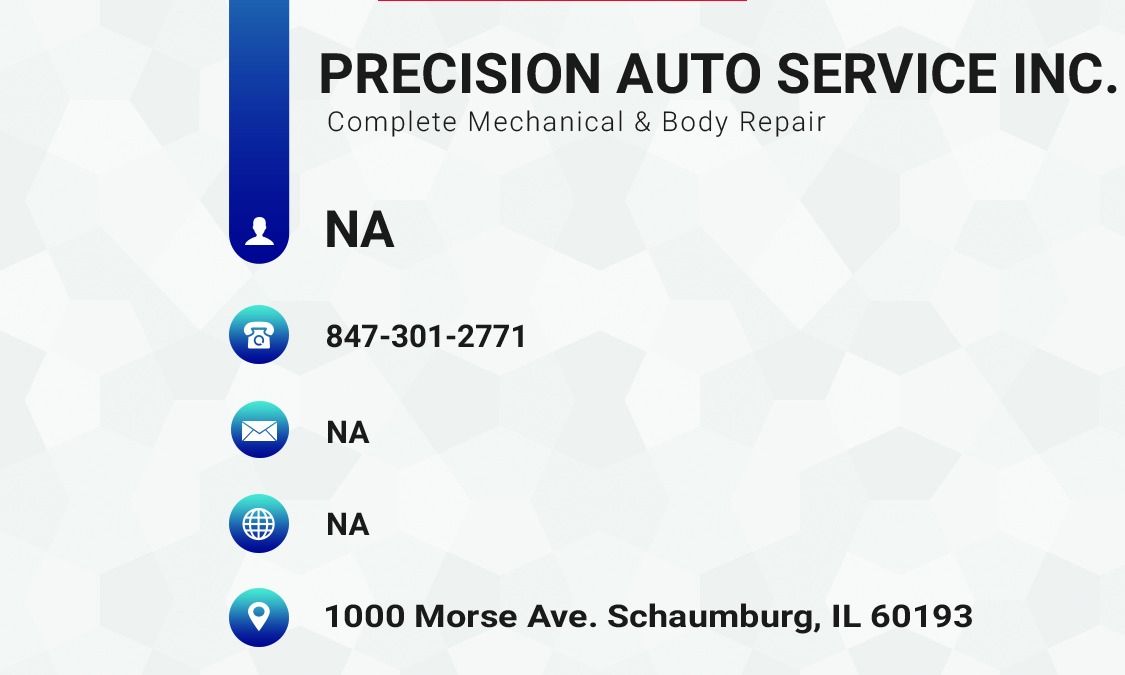 PRECISION AUTO SERVICE INC.
Complete Mechanical & Body Repair
NA
847-301-2771
NA
NA
1000 Morse Ave. Schaumburg, IL 60193